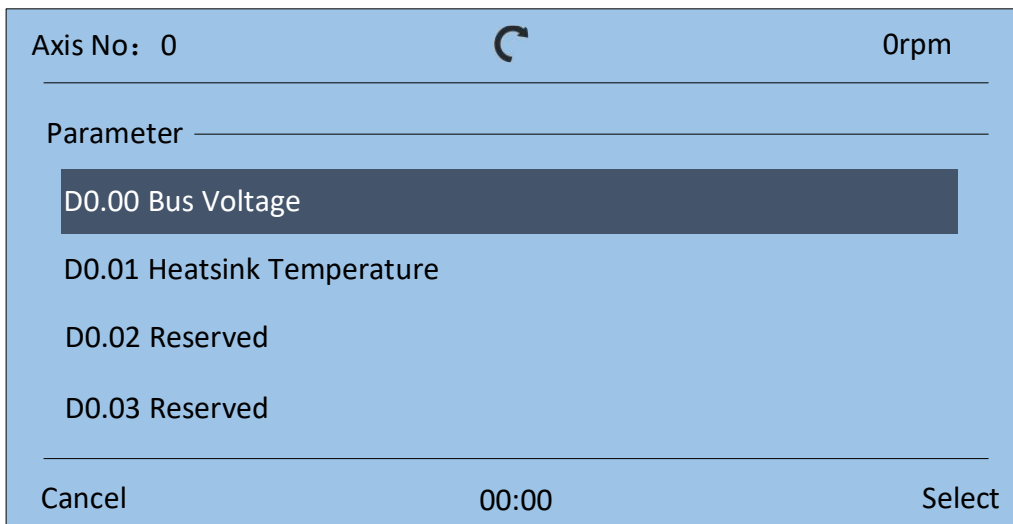 Axis No：0 0rpm
Parameter
D0.00 Bus Voltage
D0.01 Heatsink Temperature
D0.02 Reserved
D0.03 Reserved
Cancel 00:00 Select